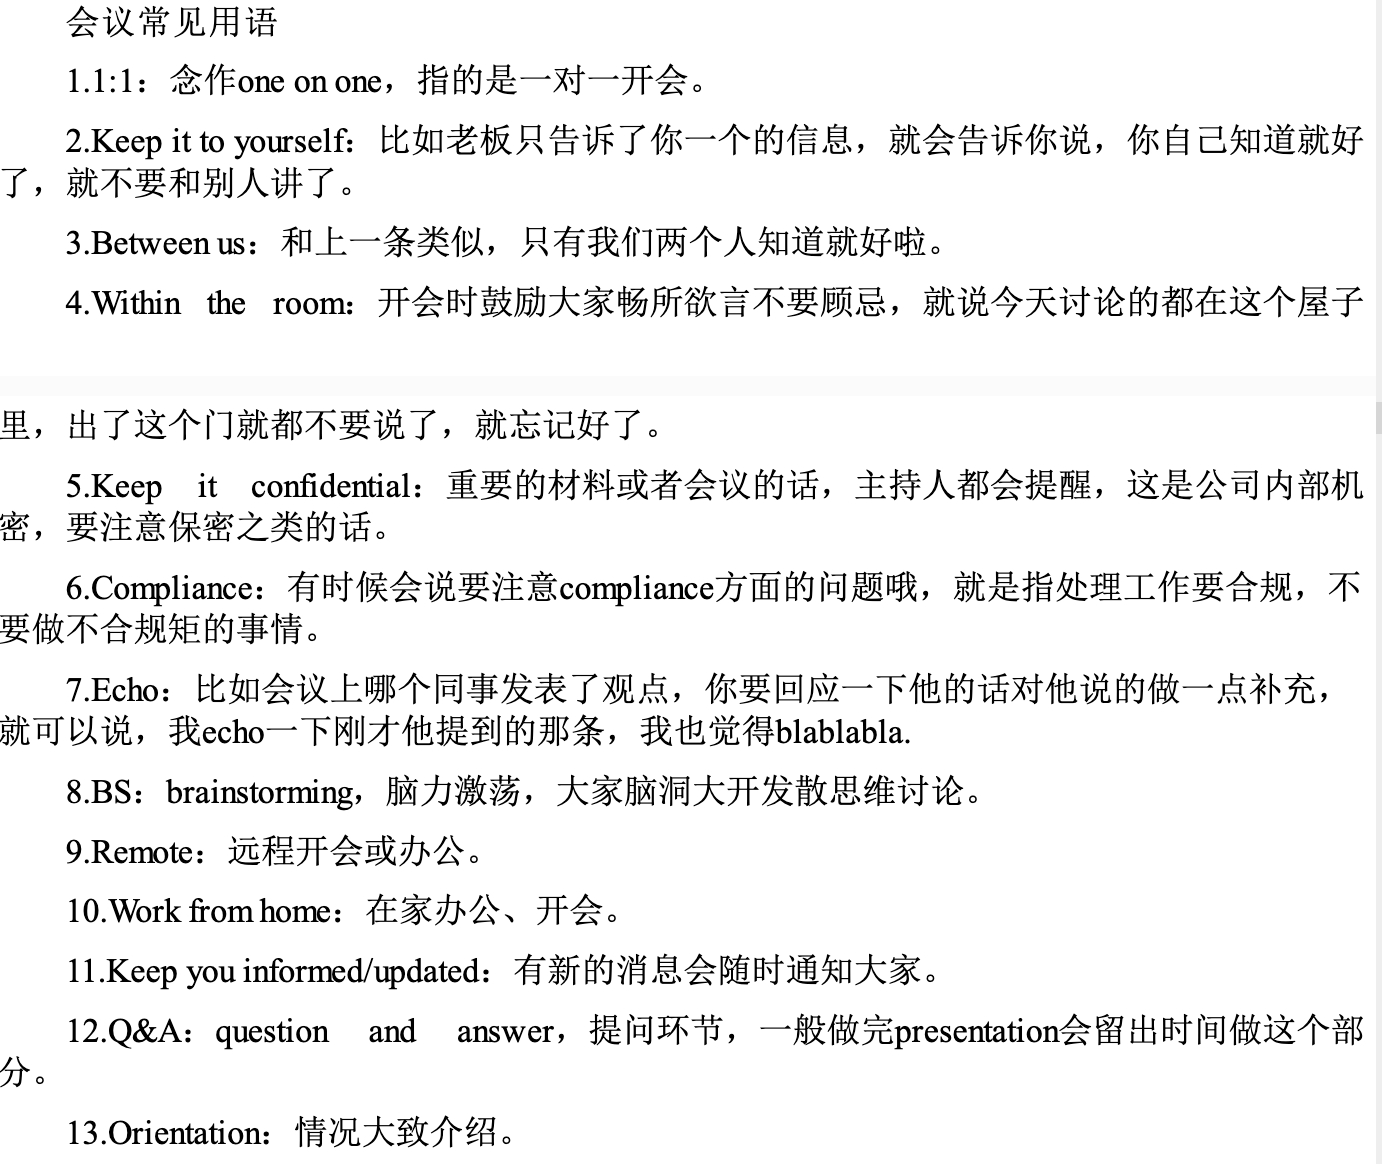 会议常见用语
1.1:1：念作one on one，指的是一对一开会。
2.Keep it to yourself：比如老板只告诉了你一个的信息，就会告诉你说，你自己知道就好
了，就不要和别人讲了。
3.Between us：和上一条类似，只有我们两个人知道就好啦。
4.Within the room：开会时鼓励大家畅所欲言不要顾忌，就说今天讨论的都在这个屋子
里，出了这个门就都不要说了，就忘记好了。
5.Keep it confidential：重要的材料或者会议的话，主持人都会提醒，这是公司内部机
密，要注意保密之类的话。
6.Compliance：有时候会说要注意compliance方面的问题哦，就是指处理工作要合规，不
要做不合规矩的事情。
7.Echo：比如会议上哪个同事发表了观点，你要回应一下他的话对他说的做一点补充，
就可以说，我echo一下刚才他提到的那条，我也觉得blablabla.
8.BS：brainstorming，脑力激荡，大家脑洞大开发散思维讨论。
9.Remote：远程开会或办公。
10.Work from home：在家办公、开会。
11.Keep you informed/updated：有新的消息会随时通知大家。
12.Q&A：question and answer，提问环节，一般做完presentation会留出时间做这个部
分。
13.Orientation：情况大致介绍。